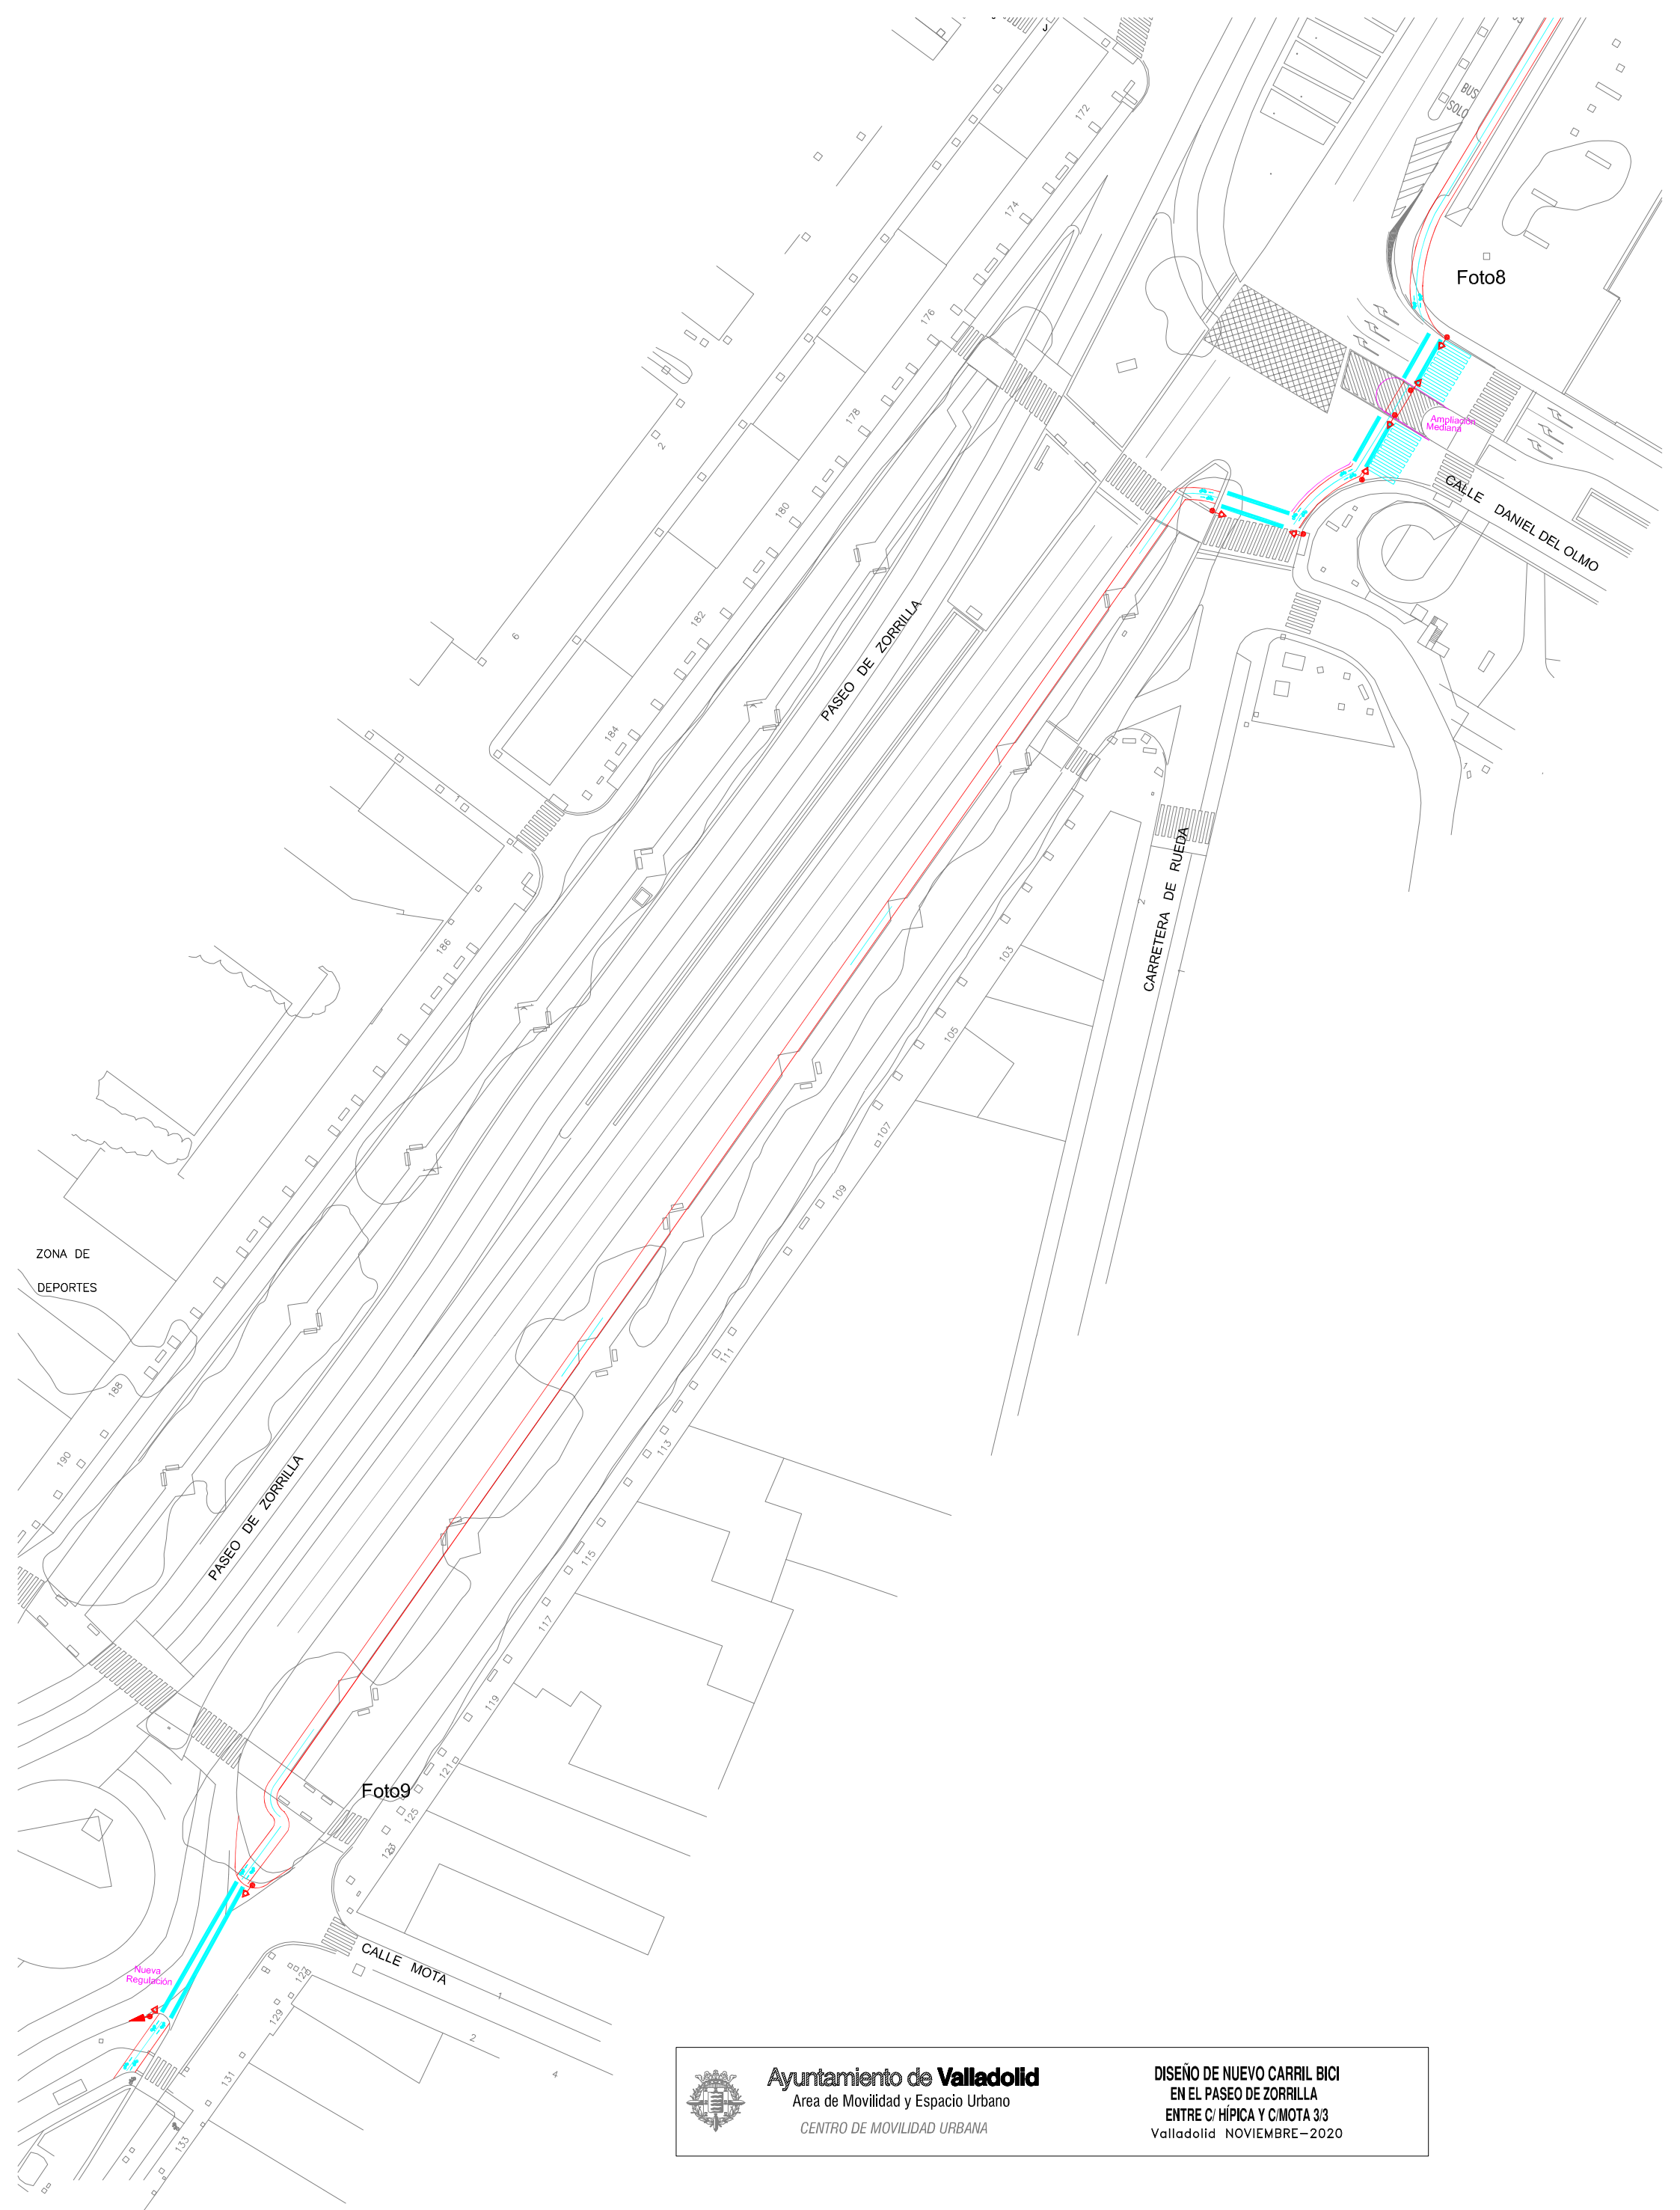 BUS
SOLO
172
174
Foto8
176
178
2
Ampliación
Mediana
CALLE DANIEL DEL OLMO
180
PASEO DE ZORRILLA
182
6
184
1
1
CARRETERA DE RUEDA
2
186
103
1
105
107
109
ZONA DE
DEPORTES
111
188
113
190
PASEO DE ZORRILLA
115
117
119
121
Foto9
125
123
CALLE MOTA
Nueva
Regulación
127
1
129
2
4
131
133
Ayuntamiento de Valladolid
Area de Movilidad y Espacio Urbano
CENTRO DE MOVILIDAD URBANA
DISEÑO DE NUEVO CARRIL BICI
EN EL PASEO DE ZORRILLA
ENTRE C/ HÍPICA Y C/MOTA 3/3
Valladolid NOVIEMBRE-2020